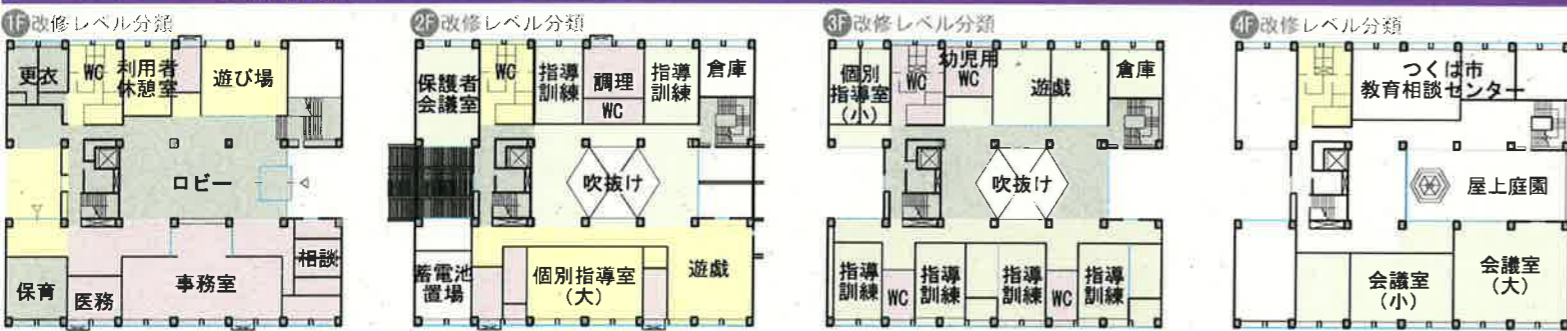 1F改修レベル分類
更衣
WC
利用者
休憩室
遊び場
ロビー
保育
医務
事務室
相談
2F改修レベル分類
保護者
会議室
WC
指導
訓練
調理
WC
指導
訓練
倉庫
吹抜け
蓄電池
置場
個別指導室
(大)
遊戯
3F改修レベル分類
個別
指導室
(小)
WC
幼児用
WC
遊戯
倉庫
吹抜け
指導
訓練
WC
指導
訓練
指導
訓練
WC
指導
訓練
4F改修レベル分類
つくば市
教育相談センター
屋上庭園
会議室
(小)
会議室
(大)